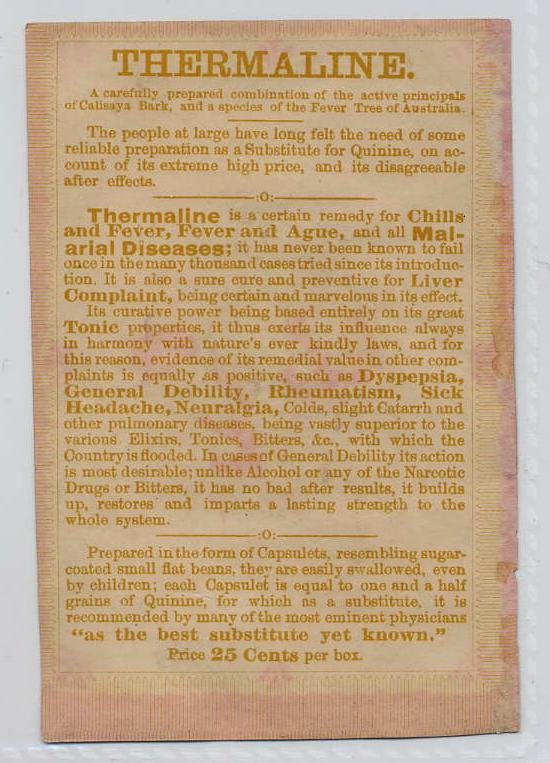 THERMALINE.
A carefully prepared combination of the active principals
of Calisaya Bark, and a species of the Fever Tree of Australia.
The people at large have long felt the need of some
reliable preparation as a Substitute for Quinine, on ac-
count of its extreme high price, and its disagreeable
after effects.
:O:
Thermaline is a certain remedy for Chills
and Fever, Fever and Ague, and all Mal-
arial Diseases; it has never been known to fail
once in the many thousand cases tried since its introduc-
tion. It is also a sure cure and preventive for Liver
Complaint, being certain and marvelous in its effect.
Its curative power being based entirely on its great
Tonic properties, it thus exerts its influence always
in harmony with nature's ever kindly laws, and for
this reason, evidence of its remedial value in other com-
plaints is equally as positive, such as Dyspepsia,
General Debility, Rheumatism, Sick
Headache, Neuralgia, Colds, slight Catarrh and
other pulmonary diseases, being vastly superior to the
various Elixirs, Tonics, Bitters, &c., with which the
Country is flooded. In cases of General Debility its action
is most desirable; unlike Alcohol or any of the Narcotic
Drugs or Bitters, it has no bad after results, it builds
up, restores and imparts a lasting strength to the
whole system.
:O:
Prepared in the form of Capsulets, resembling sugar-
coated small flat beans, they are easily swallowed, even
by children; each Capsulet is equal to one and a half
grains of Quinine, for which as a substitute, it is
recommended by many of the most eminent physicians
"as the best substitute yet known."
Price 25 Cents per box.